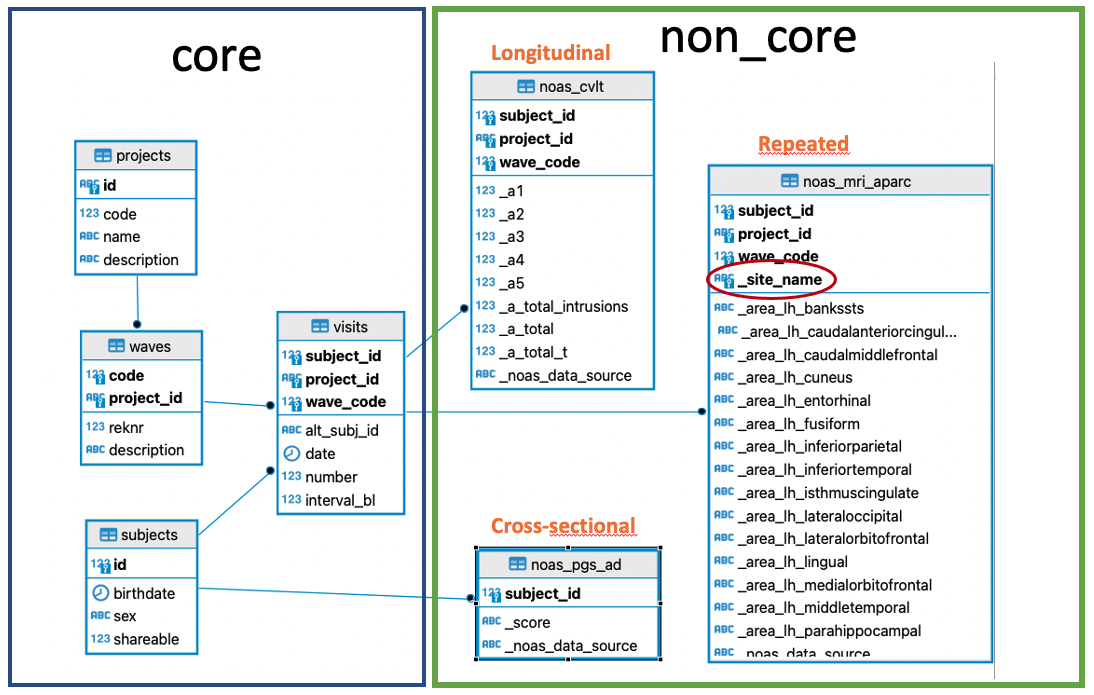 core
non_core
projects
ABC id
123 code
ABC name
ABC description
waves
123 code
ABC project_id
123 reknr
ABC description
subjects
123 id
birthdate
ABC sex
123 shareable
visits
123 subject_id
ABC project_id
123 wave_code
ABC alt_subj_id
date
123 number
123 interval_bl
Longitudinal
noas_cvlt
123 subject_id
ABC project_id
123 wave_code
123 _a1
123 _a2
123 _a3
123 _a4
123 _a5
123 _a_total_intrusions
123 _a_total
123 _a_total_t
ABC _noas_data_source
Cross-sectional
noas_pgs_ad
123 subject_id
ABC _score
ABC _noas_data_source
Repeated
noas_mri_aparc
123 subject_id
ABC project_id
123 wave_code
ABC _site_name
ABC _area_lh_bankssts
ABC _area_lh_caudalanteriorcingul...
ABC _area_lh_caudalmiddlefrontal
ABC _area_lh_cuneus
ABC _area_lh_entorhinal
ABC _area_lh_fusiform
ABC _area_lh_inferiorparietal
ABC _area_lh_inferiortemporal
ABC _area_lh_isthmuscingulate
ABC _area_lh_lateraloccipital
ABC _area_lh_lateralorbitofrontal
ABC _area_lh_lingual
ABC _area_lh_medialorbitofrontal
ABC _area_lh_middletemporal
ABC _area_lh_parahippocampal
ABC _noas_data_source